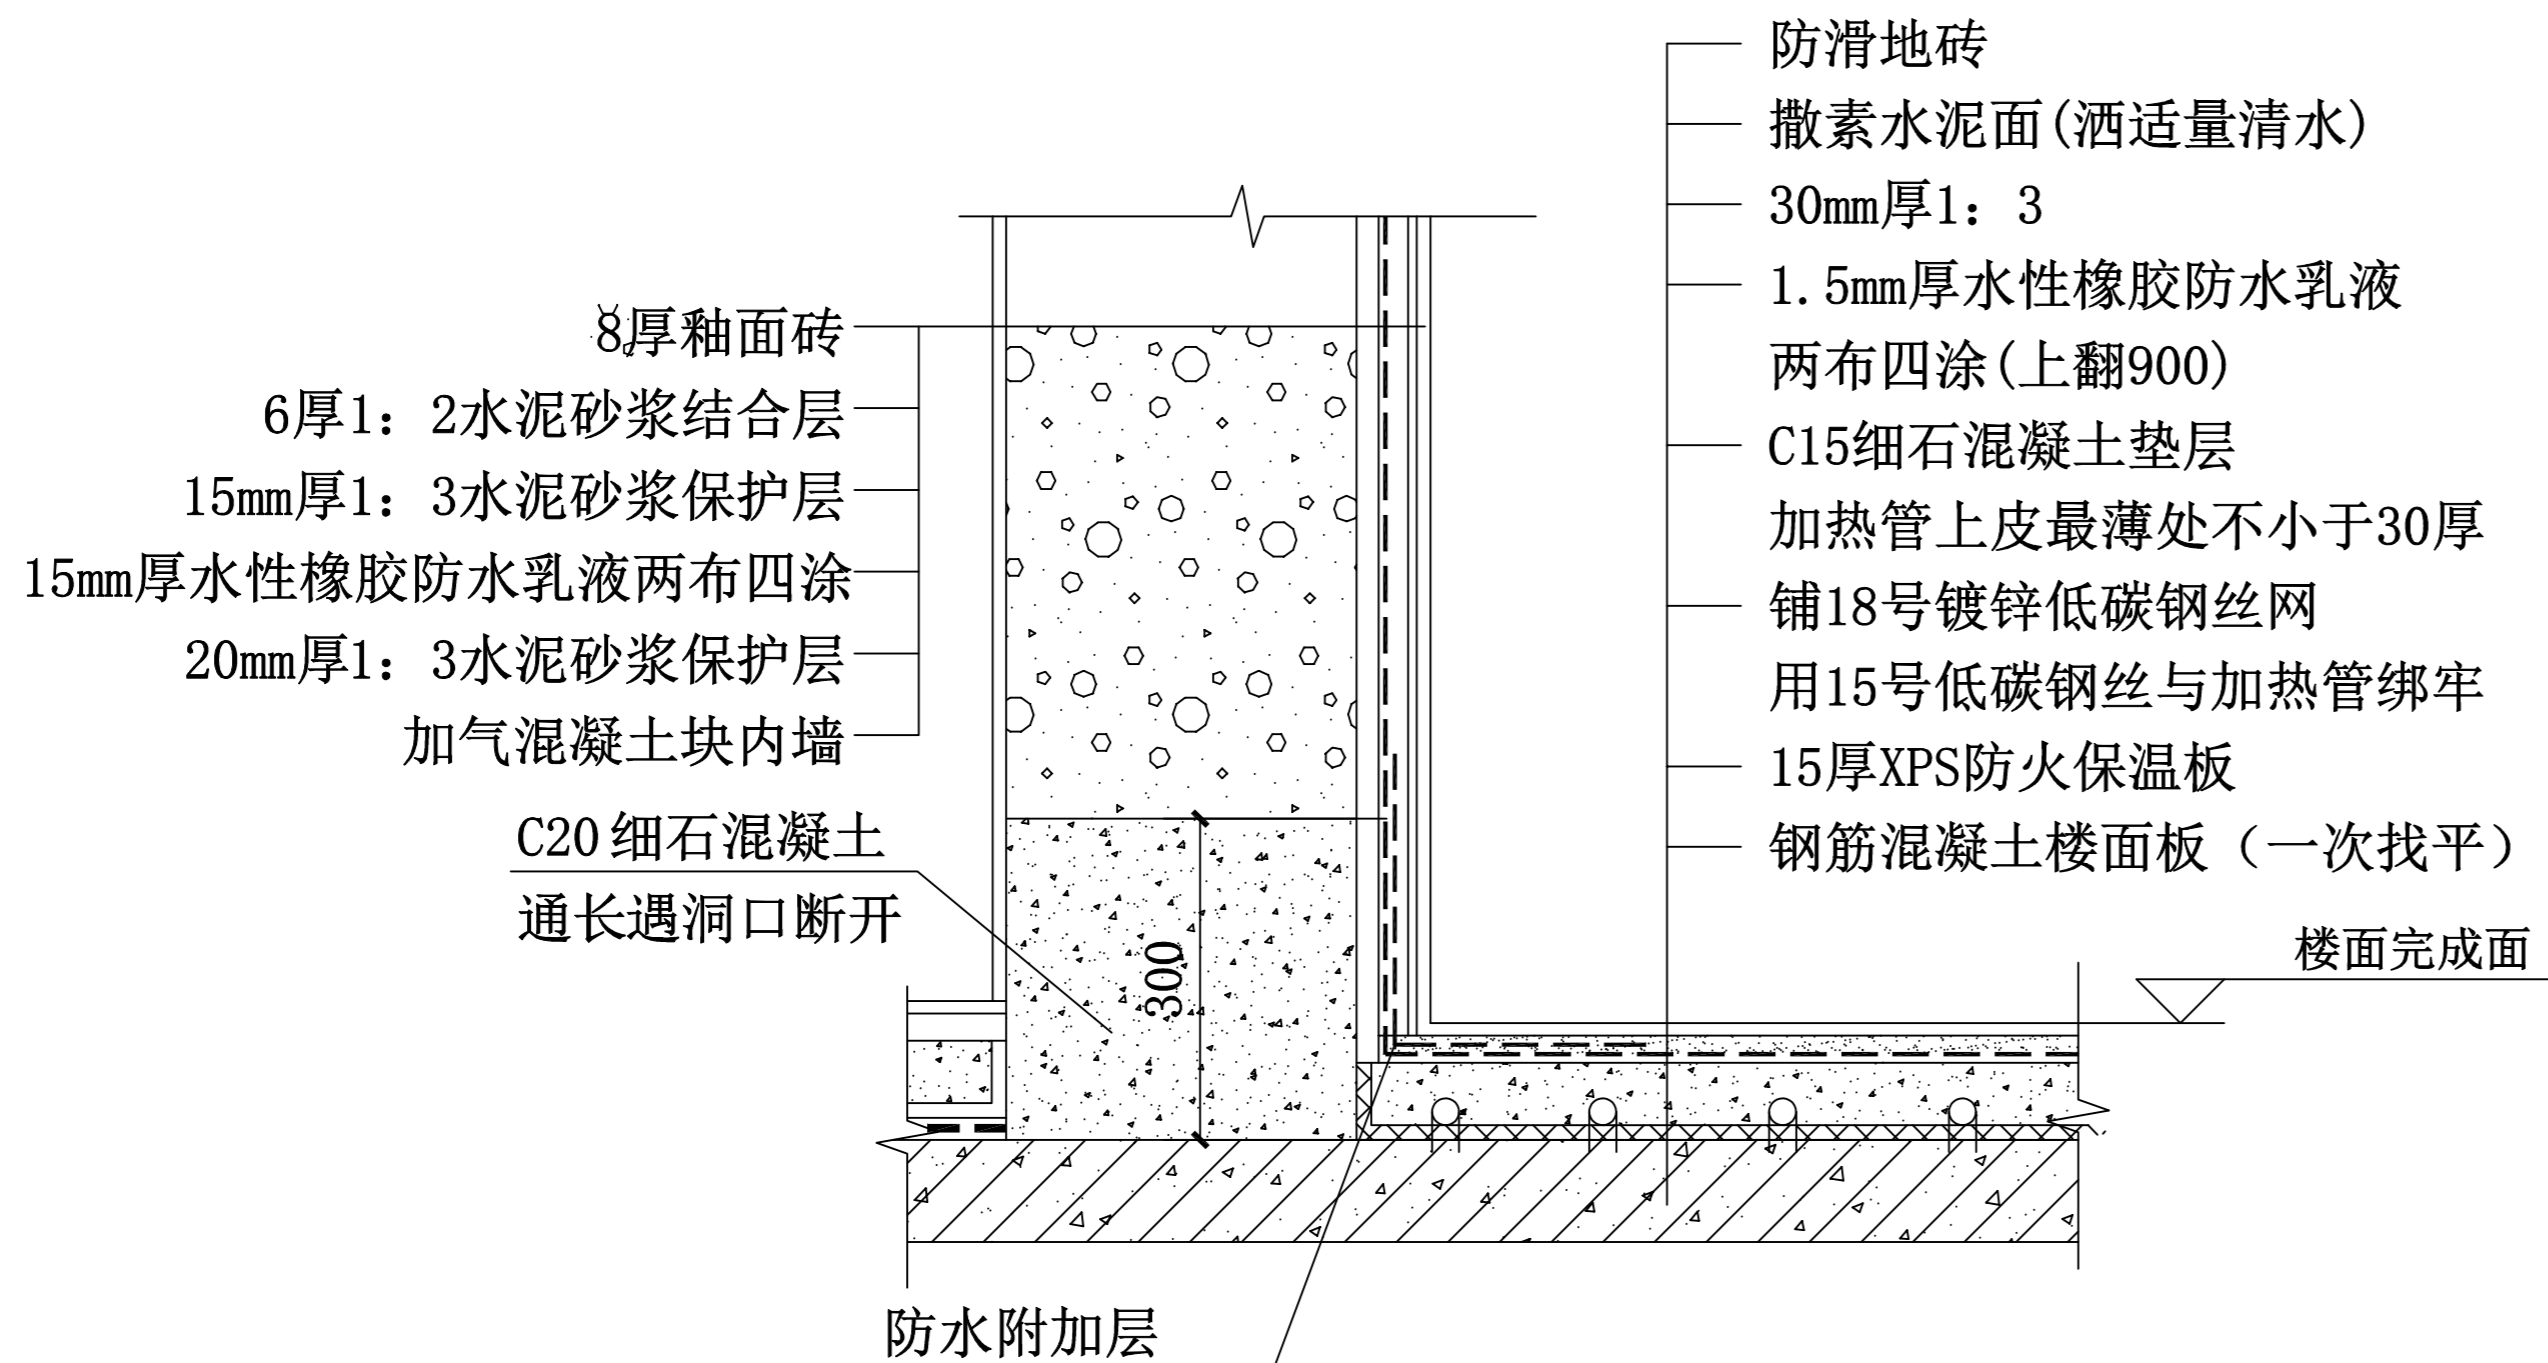 8厚釉面砖
6厚1：2水泥砂浆结合层
15mm厚1：3水泥砂浆保护层
15mm厚水性橡胶防水乳液两布四涂
20mm厚1：3水泥砂浆保护层
加气混凝土块内墙
C20细石混凝土
通长遇洞口断开
300
防水附加层
防滑地砖
撒素水泥面(洒适量清水)
30mm厚1：3
1.5mm厚水性橡胶防水乳液
两布四涂(上翻900)
C15细石混凝土垫层
加热管上皮最薄处不小于30厚
铺18号镀锌低碳钢丝网
用15号低碳钢丝与加热管绑牢
15厚XPS防火保温板
钢筋混凝土楼面板（一次找平）
楼面完成面